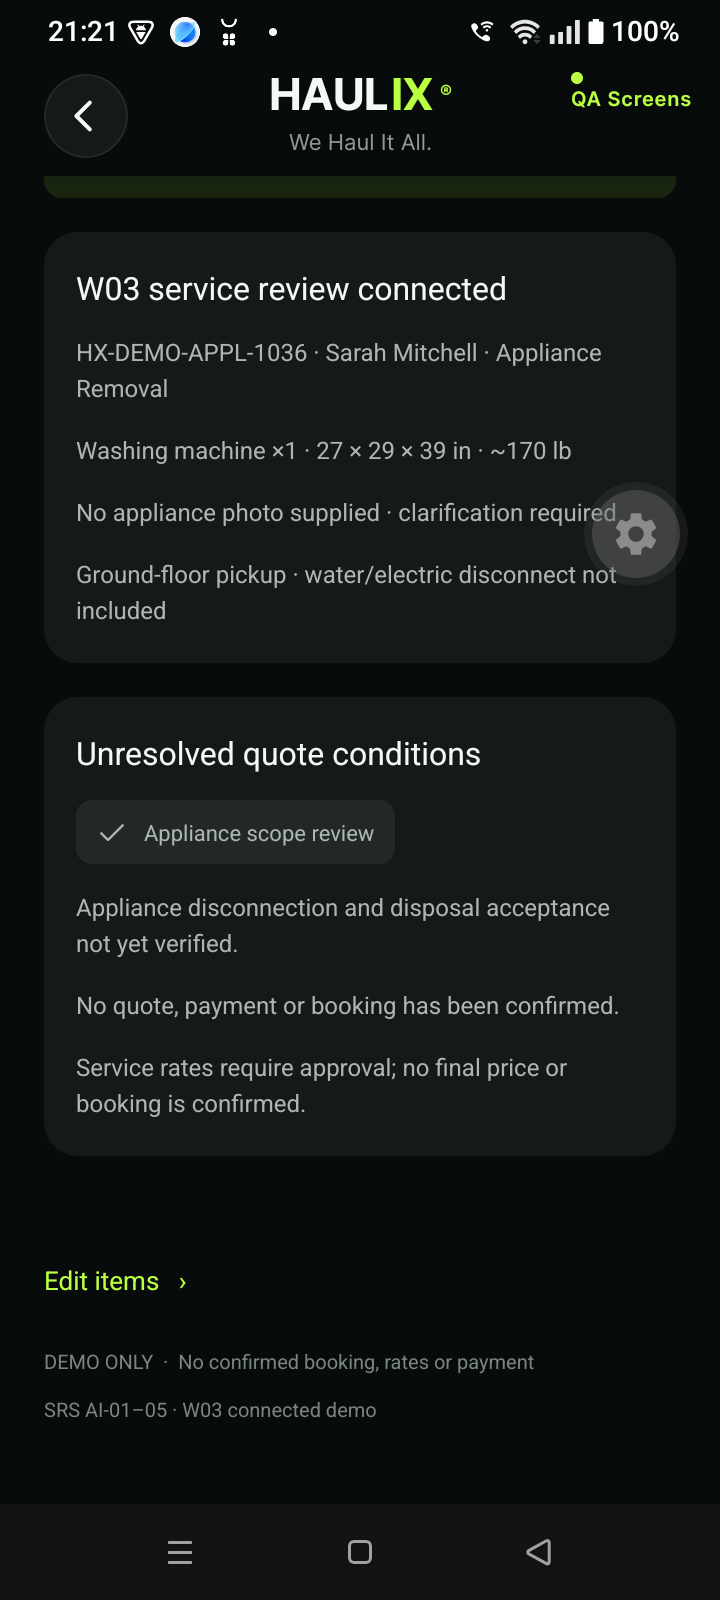 21:21
100%
HAULIX ®
We Haul It All.
QA Screens
W03 service review connected
HX-DEMO-APPL-1036 · Sarah Mitchell · Appliance
Removal
Washing machine ×1 · 27 × 29 × 39 in · ~170 lb
No appliance photo supplied · clarification required
Ground-floor pickup · water/electric disconnect not
included
Unresolved quote conditions
Appliance scope review
Appliance disconnection and disposal acceptance
not yet verified.
No quote, payment or booking has been confirmed.
Service rates require approval; no final price or
booking is confirmed.
Edit items ›
DEMO ONLY · No confirmed booking, rates or payment
SRS AI-01–05 · W03 connected demo